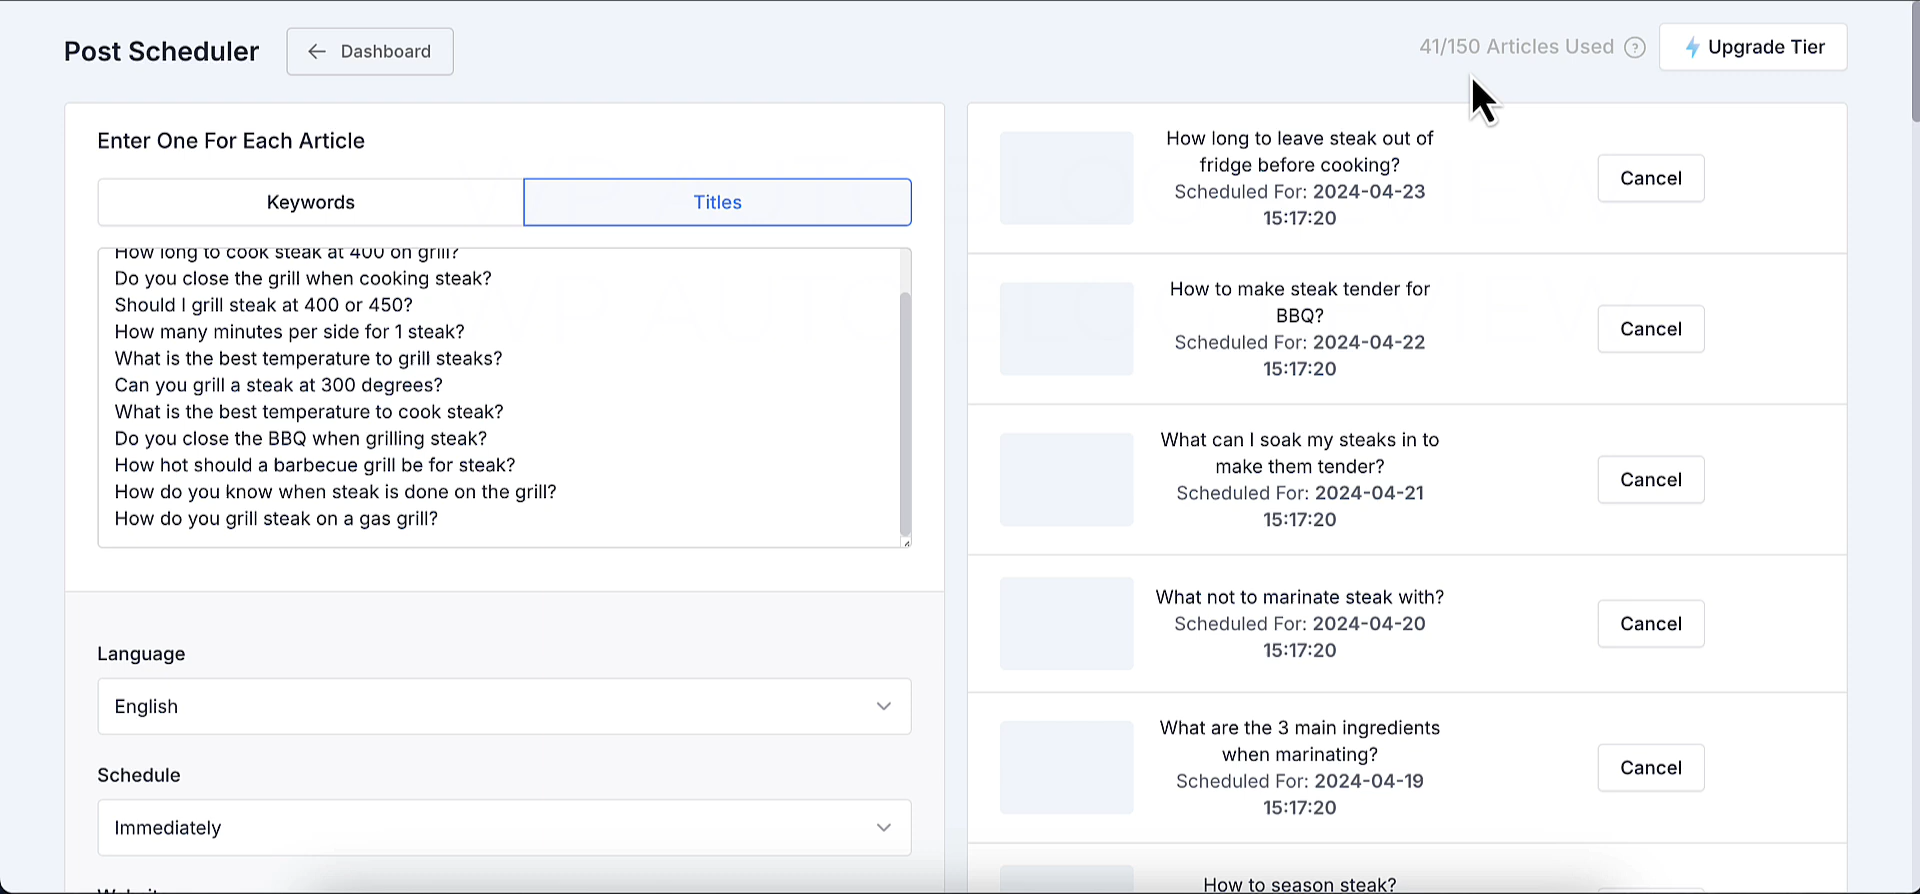 Post Scheduler
Dashboard
41/150 Articles Used
?
Upgrade Tier
Enter One For Each Article
Keywords
Titles
How long to cook steak at 400 on grill?
Do you close the grill when cooking steak?
Should I grill steak at 400 or 450?
How many minutes per side for 1 steak?
What is the best temperature to grill steaks?
Can you grill a steak at 300 degrees?
What is the best temperature to cook steak?
Do you close the BBQ when grilling steak?
How hot should a barbecue grill be for steak?
How do you know when steak is done on the grill?
How do you grill steak on a gas grill?
Language
English
Schedule
Immediately
How long to leave steak out of
fridge before cooking?
Scheduled For: 2024-04-23
15:17:20
Cancel
How to make steak tender for
BBQ?
Scheduled For: 2024-04-22
15:17:20
Cancel
What can I soak my steaks in to
make them tender?
Scheduled For: 2024-04-21
15:17:20
Cancel
What not to marinate steak with?
Scheduled For: 2024-04-20
15:17:20
Cancel
What are the 3 main ingredients
when marinating?
Scheduled For: 2024-04-19
15:17:20
Cancel
How to season steak?